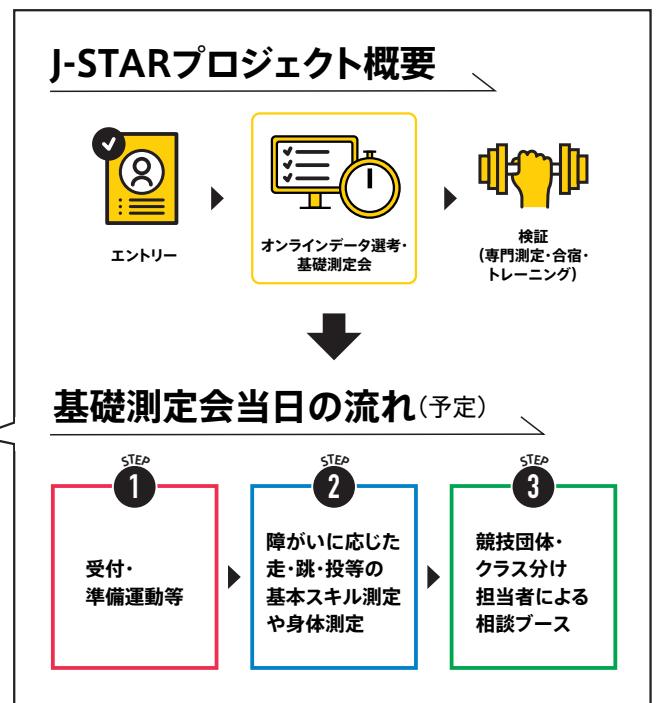 J-STARプロジェクト概要
エントリー
オンラインデータ選考・
基礎測定会
検証
(専門測定・合宿・
トレーニング)
基礎測定会当日の流れ(予定)
STEP
1
受付・
準備運動等
STEP
2
障がいに応じた
走・跳・投等の
基本スキル測定
や身体測定
STEP
3
競技団体・
クラス分け
担当者による
相談ブース